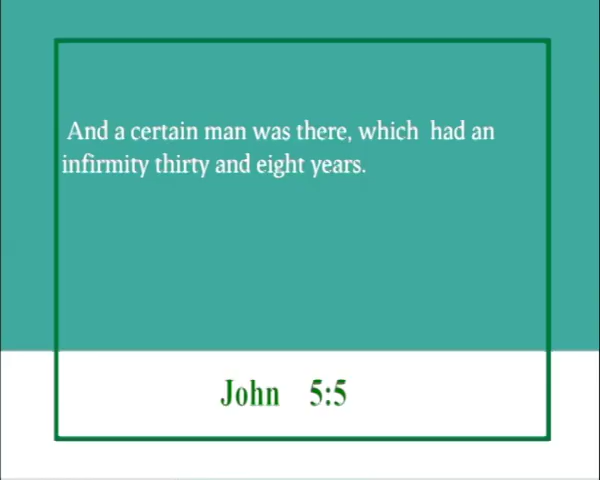 And a certain man was there, which had an
infirmity thirty and eight years.
John 5:5